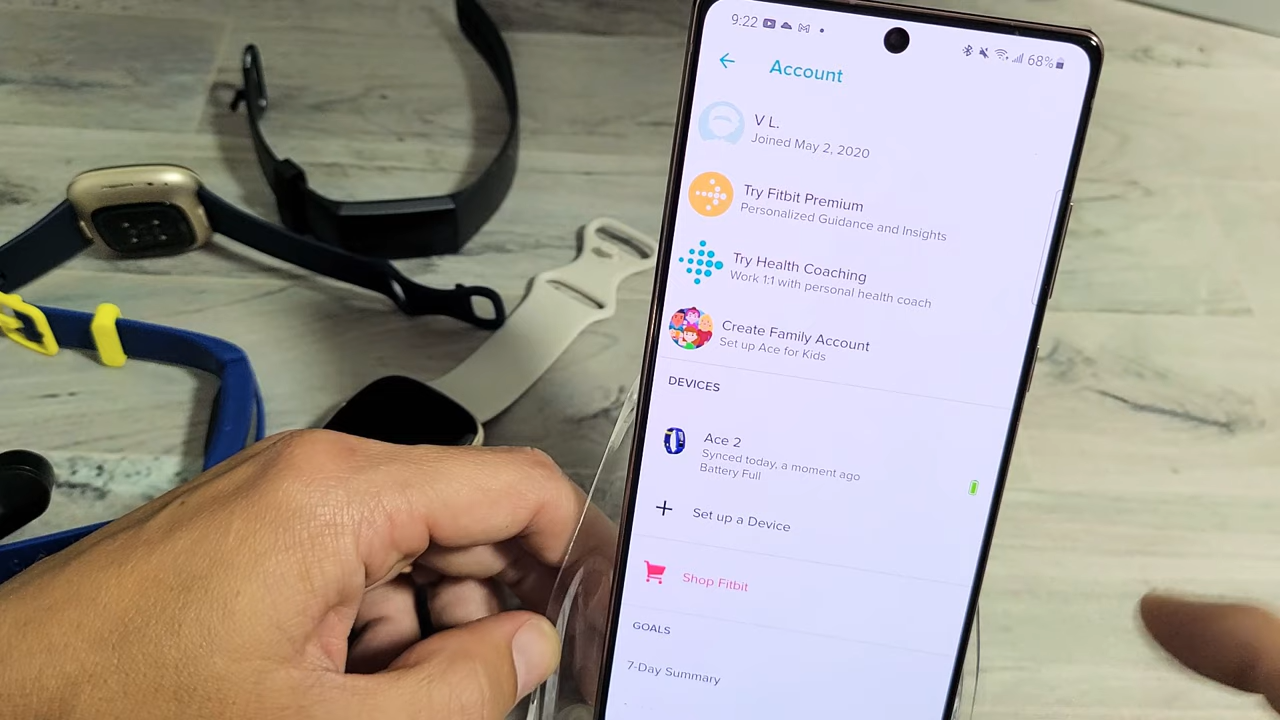 9:22
68%
Account
V L.
Joined May 2, 2020
Try Fitbit Premium
Personalized Guidance and Insights
Try Health Coaching
Work 1:1 with personal health coach
Create Family Account
Set up Ace for Kids
DEVICES
Ace 2
Synced today, a moment ago
Battery Full
Set up a Device
Shop Fitbit
GOALS
7-Day Summary